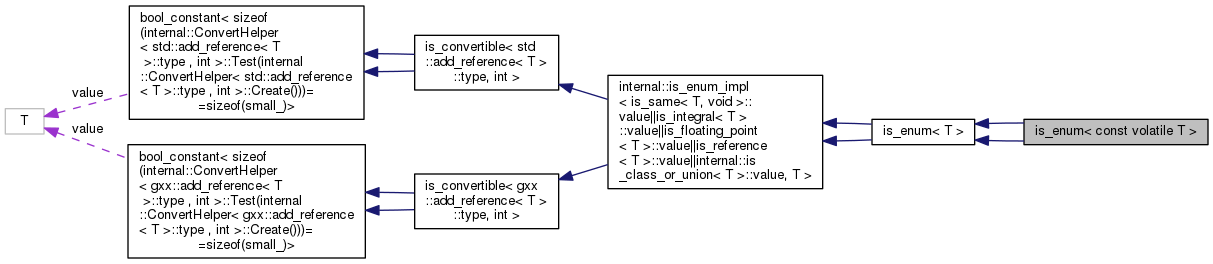 bool_constant< sizeof
(internal::ConvertHelper
< std::add_reference< T
>::type , int >::Test(internal
::ConvertHelper< std::add_reference
< T >::type , int >::Create()))=
=sizeof(small_)>
is_convertible< std
::add_reference< T >
::type, int >
value
T
value
internal::is_enum_impl
< is_same< T, void >::
value||is_integral< T >
::value||is_floating_point
< T >::value||is_reference
< T >::value||internal::is
_class_or_union< T >::value, T >
is_enum< T >
is_enum< const volatile T >
bool_constant< sizeof
(internal::ConvertHelper
< gxx::add_reference< T
>::type , int >::Test(internal
::ConvertHelper< gxx::add_reference
< T >::type , int >::Create()))=
=sizeof(small_)>
is_convertible< gxx
::add_reference< T >
::type, int >